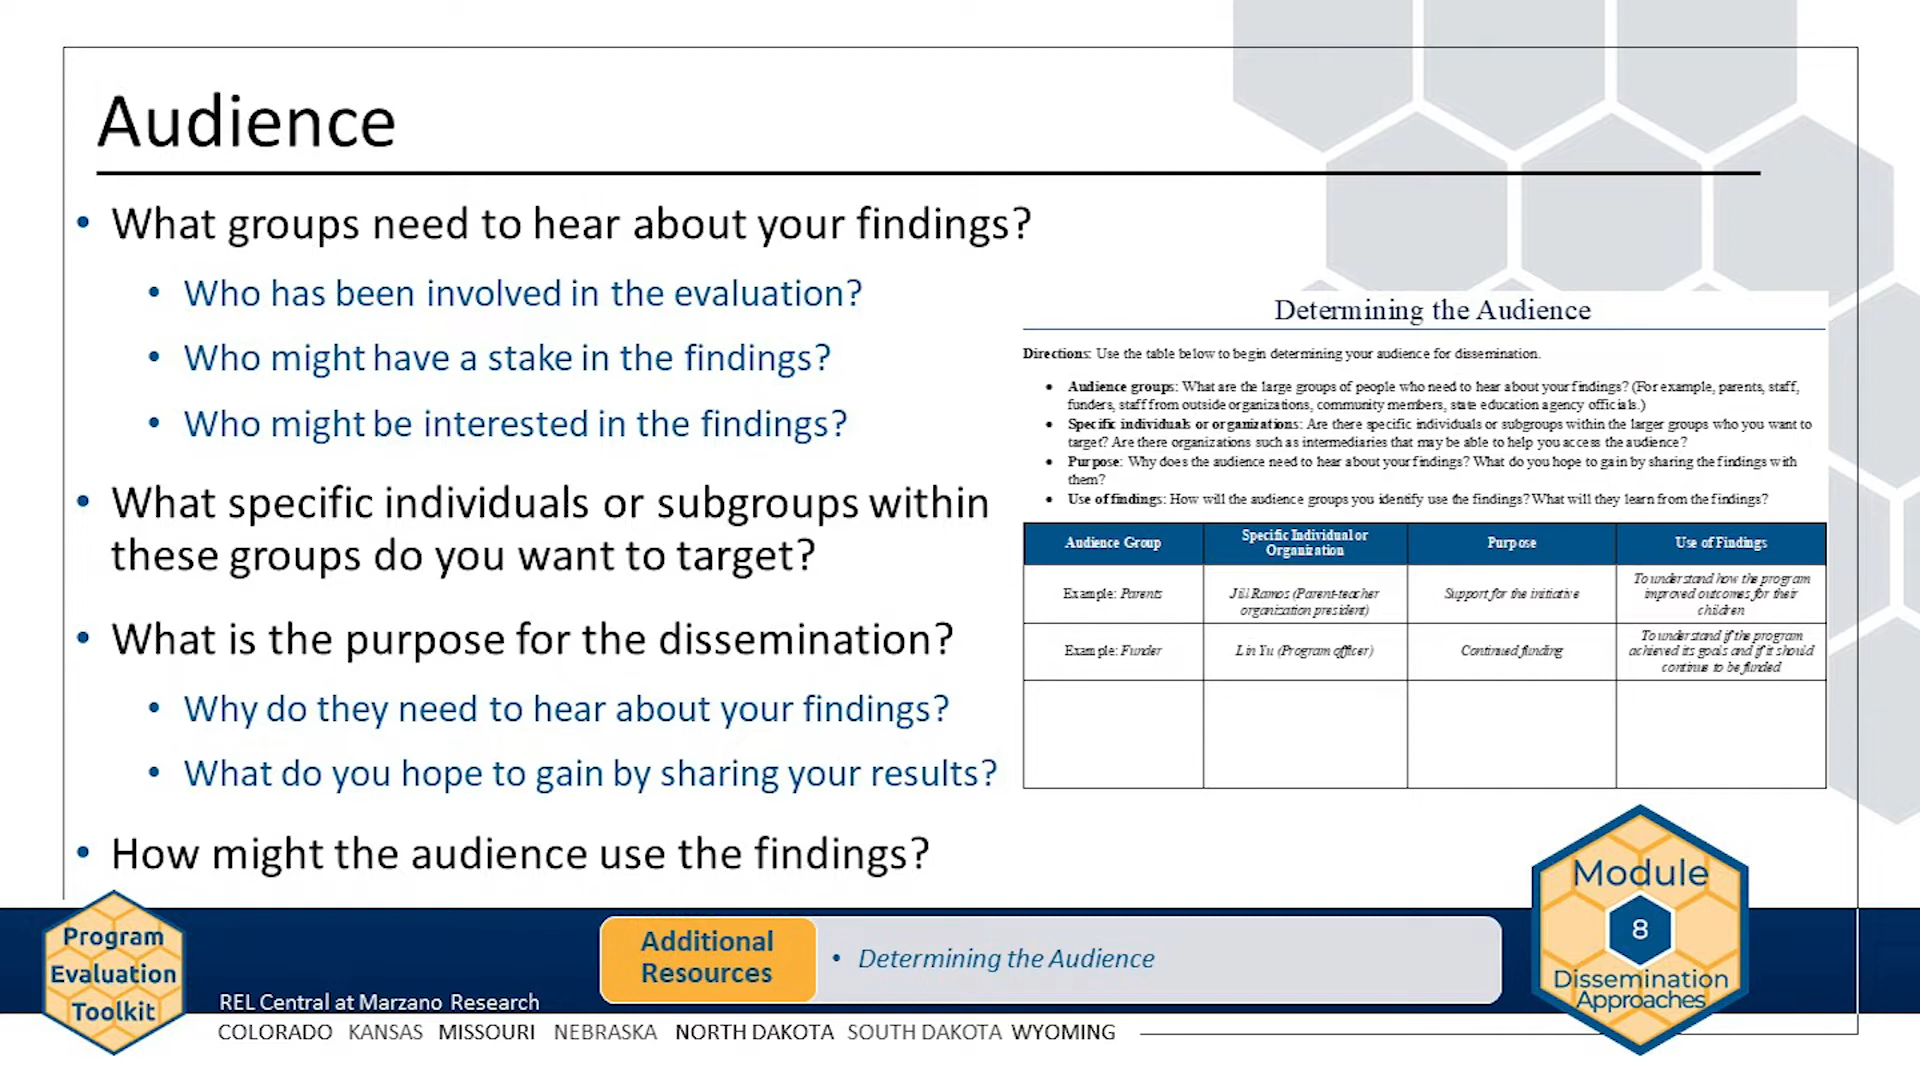 Audience
• What groups need to hear about your findings?
• Who has been involved in the evaluation?
• Who might have a stake in the findings?
• Who might be interested in the findings?
• What specific individuals or subgroups within
these groups do you want to target?
• What is the purpose for the dissemination?
• Why do they need to hear about your findings?
• What do you hope to gain by sharing your results?
• How might the audience use the findings?
Determining the Audience
Directions: Use the table below to begin determining your audience for dissemination.
• Audience groups: What are the large groups of people who need to hear about your findings? (For example, parents, staff,
funders, staff from outside organizations, community members, state education agency officials.)
• Specific individuals or organizations: Are there specific individuals or subgroups within the larger groups who you want to
target? Are there organizations such as intermediaries that may be able to help you access the audience?
• Purpose: Why does the audience need to hear about your findings? What do you hope to gain by sharing the findings with
them?
• Use of findings: How will the audience groups you identify use the findings? What will they learn from the findings?
Audience Group
Specific Individual or
Organization
Purpose
Use of Findings
Example: Parents
Jill Ramos (Parent-teacher
organization president)
Support for the initiative
To understand how the program
improved outcomes for their
children
Example: Funder
Lin Yu (Program officer)
Continued funding
To understand if the program
achieved its goals and if it should
continue to be funded
Program
Evaluation
Toolkit
REL Central at Marzano Research
COLORADO KANSAS MISSOURI NEBRASKA NORTH DAKOTA SOUTH DAKOTA WYOMING
Additional
Resources
• Determining the Audience
Module
8
Dissemination
Approaches